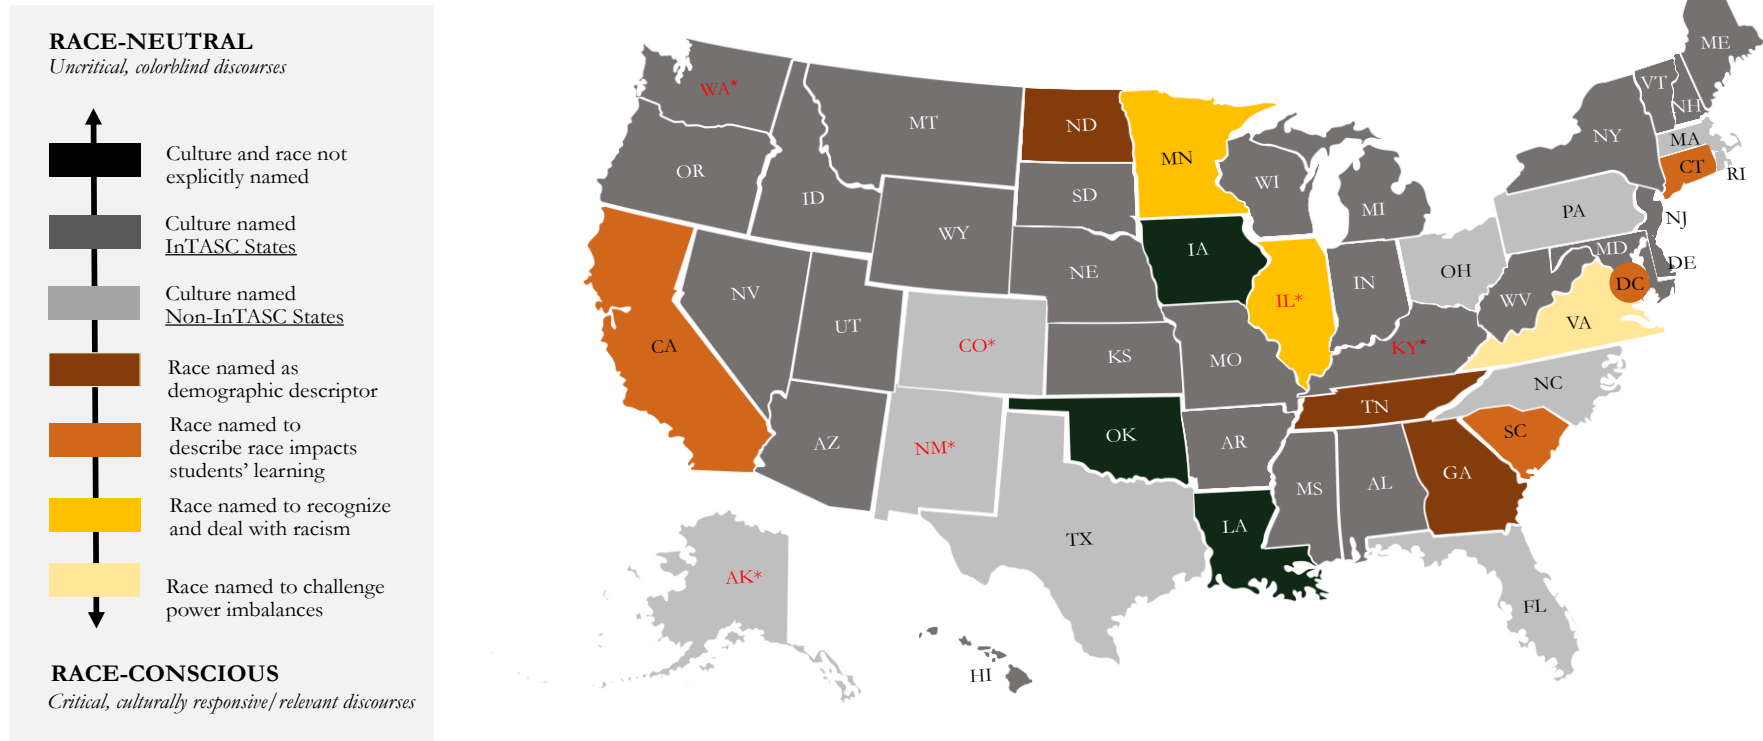 RACE-NEUTRAL
Uncritical, colorblind discourses
Culture and race not
explicitly named
Culture named
InTASC States
Culture named
Non-InTASC States
Race named as
demographic descriptor
Race named to
describe race impacts
students' learning
Race named to recognize
and deal with racism
Race named to challenge
power imbalances
RACE-CONSCIOUS
Critical, culturally responsive/relevant discourses
WA*
OR
CA
ID
NV
MT
WY
UT
AZ
CO*
NM*
ND
SD
NE
KS
OK
TX
MN
IA
MO
AR
LA
WI
IL*
MI
IN
OH
KY*
TN
MS
AL
GA
FL
SC
NC
VA
WV
DC
MD
DE
NJ
PA
NY
CT
RI
MA
VT
NH
ME
AK*
HI